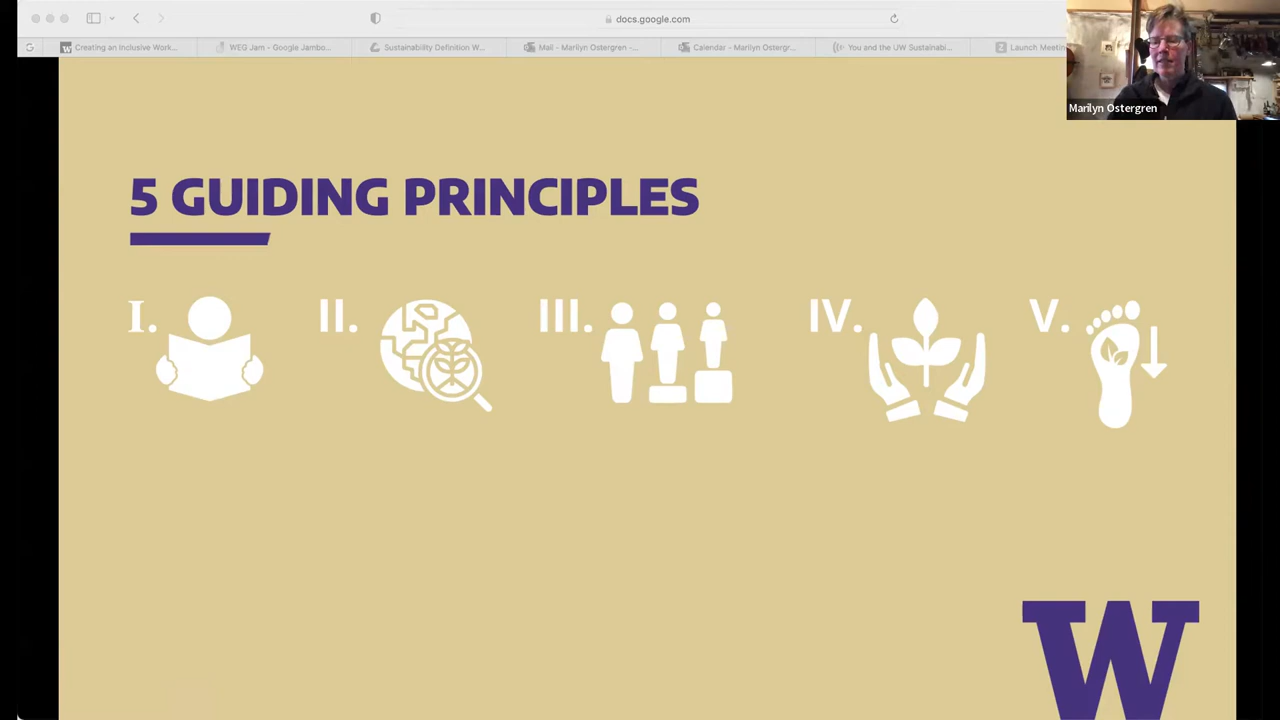 docs.google.com
Creating an Inclusive Work...
WEG Jam - Google Jambo...
Sustainability Definition W...
Mail - Marilyn Ostergren -...
Calendar - Marilyn Ostergr...
You and the UW Sustainabi...
Launch Meetin
Marilyn Ostergren
5 GUIDING PRINCIPLES
I. II. III. IV. V.
W